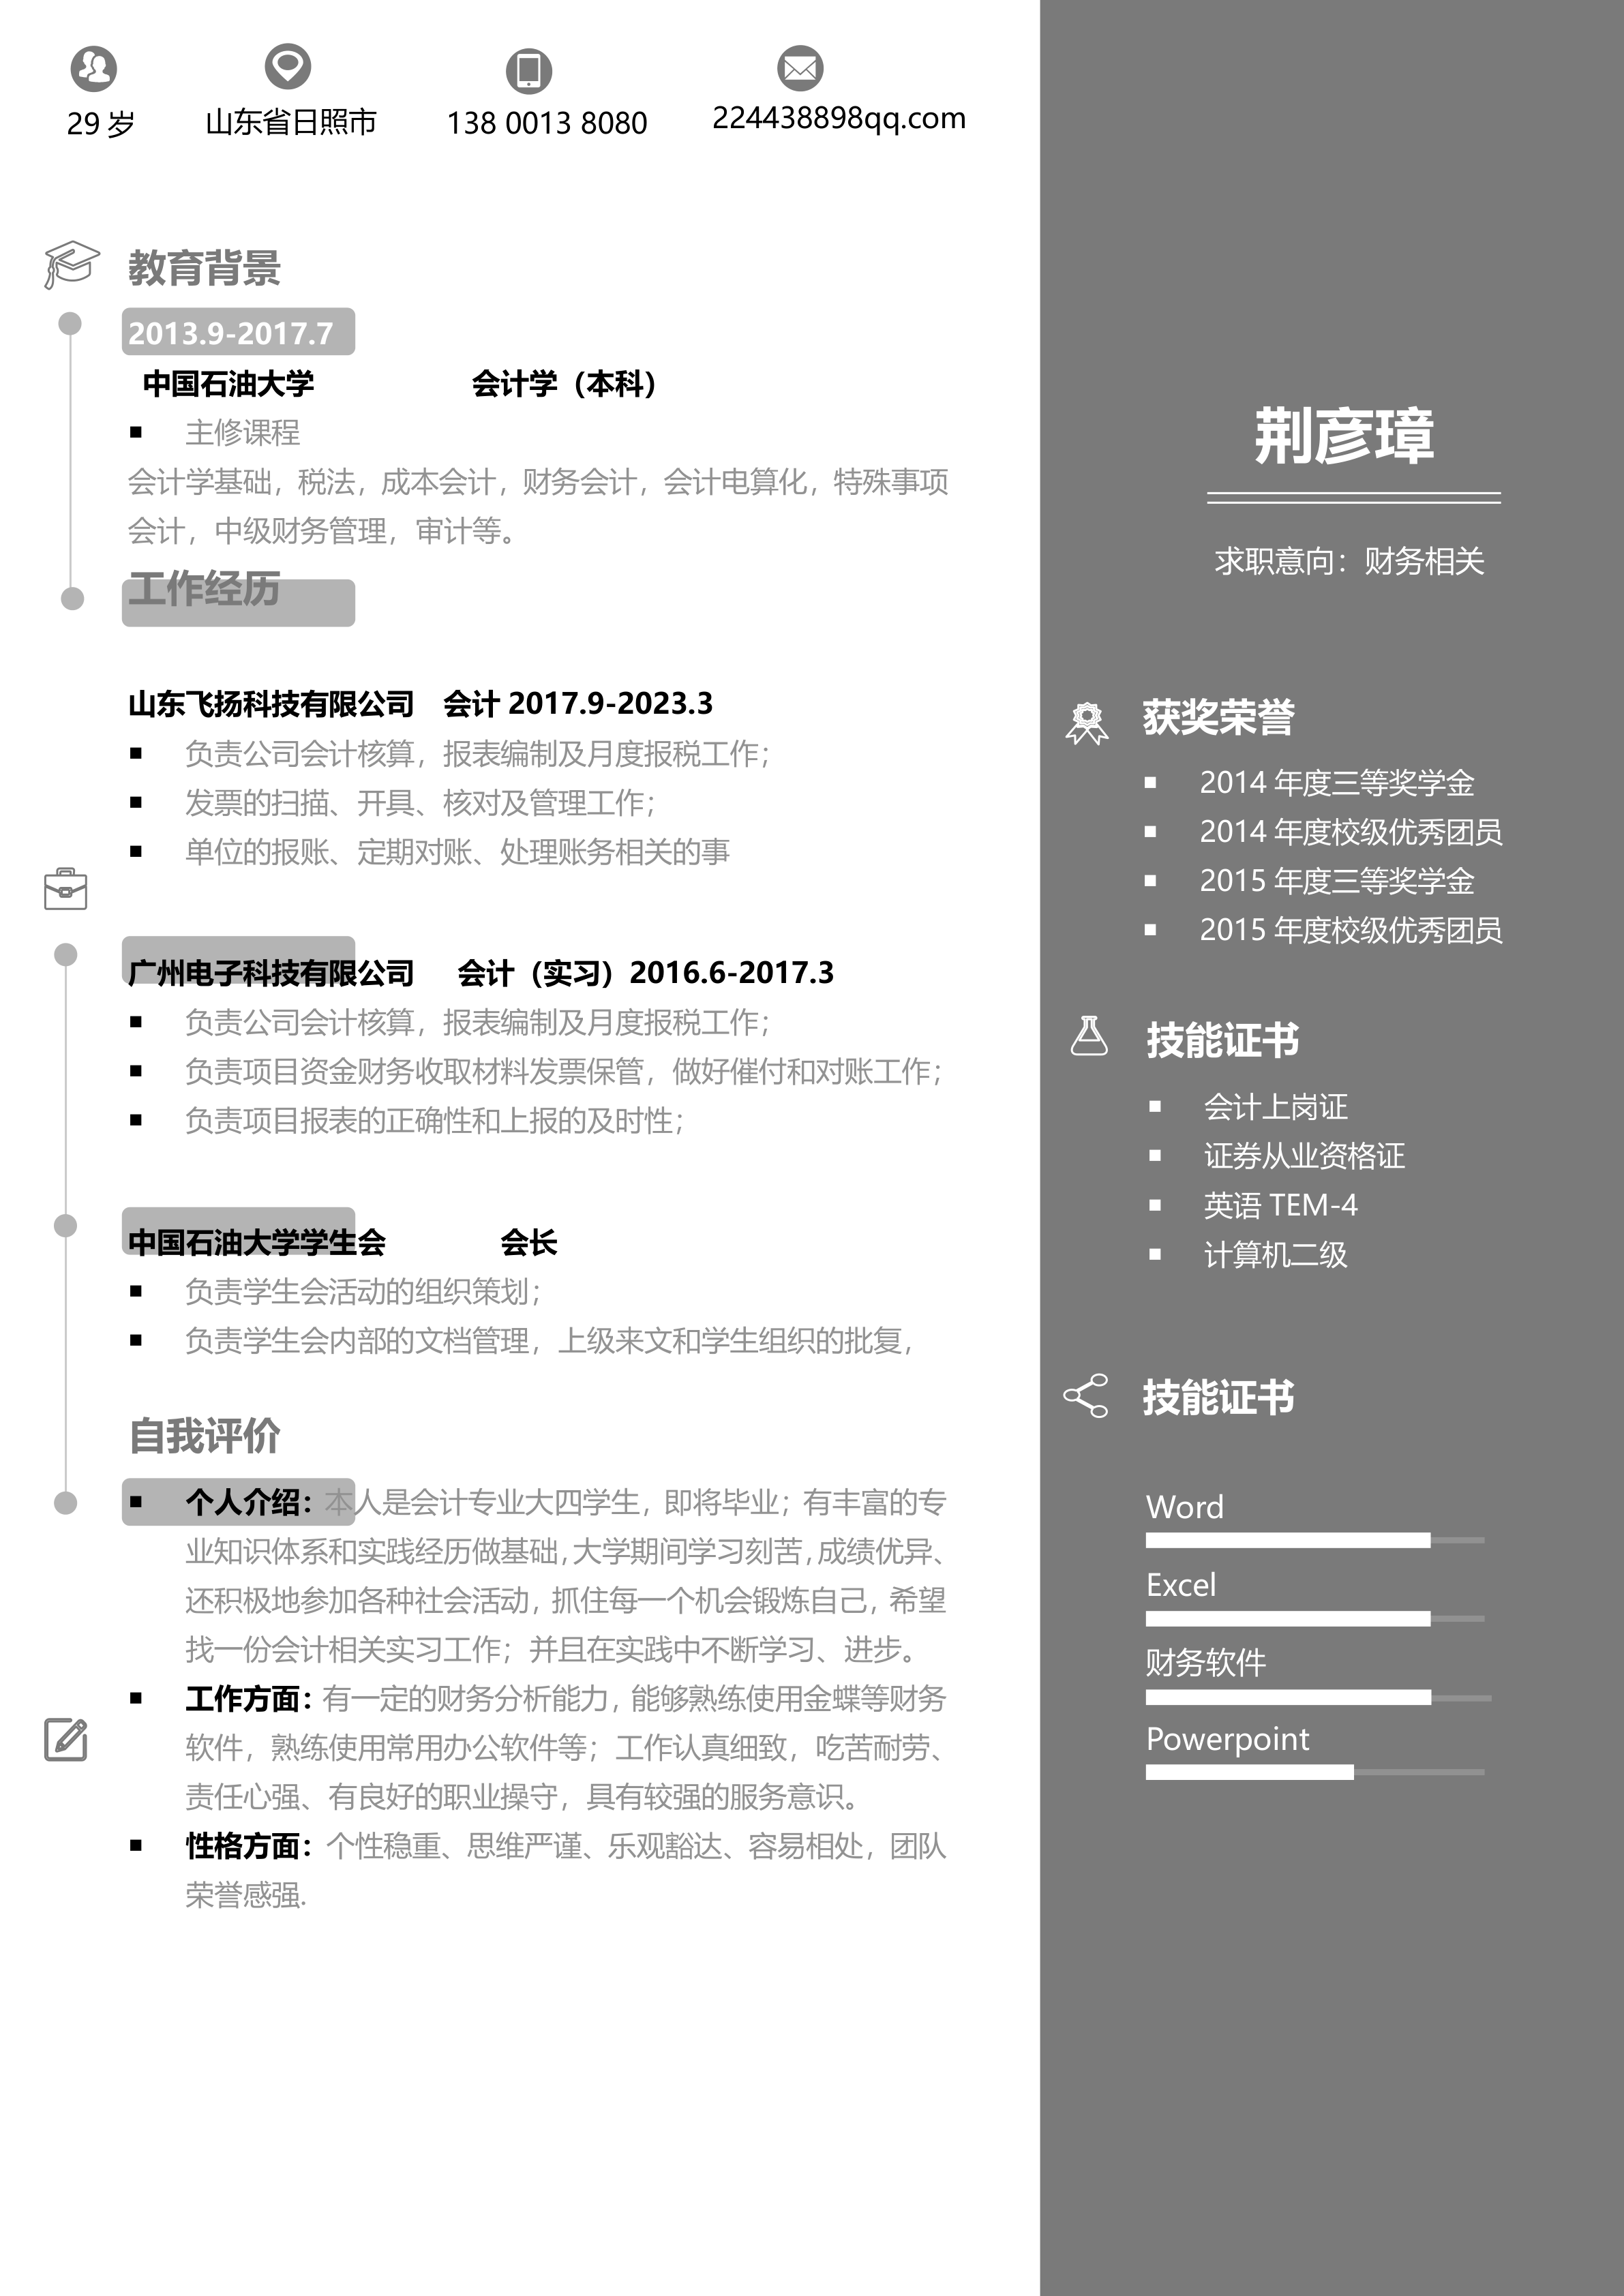 29 岁
山东省日照市
138 0013 8080
224438898qq.com
教育背景
2013.9-2017.7
中国石油大学 会计学（本科）
主修课程
会计学基础，税法，成本会计，财务会计，会计电算化，特殊事项
会计，中级财务管理，审计等。
工作经历
山东飞扬科技有限公司 会计 2017.9-2023.3
负责公司会计核算，报表编制及月度报税工作；
发票的扫描、开具、核对及管理工作；
单位的报账、定期对账、处理账务相关的事
广州电子科技有限公司 会计（实习）2016.6-2017.3
负责公司会计核算，报表编制及月度报税工作；
负责项目资金财务收取材料发票保管，做好催付和对账工作；
负责项目报表的正确性和上报的及时性；
中国石油大学学生会 会长
负责学生会活动的组织策划；
负责学生会内部的文档管理，上级来文和学生组织的批复，
自我评价
个人介绍：本人是会计专业大四学生，即将毕业；有丰富的专
业知识体系和实践经历做基础，大学期间学习刻苦，成绩优异、
还积极地参加各种社会活动，抓住每一个机会锻炼自己，希望
找一份会计相关实习工作；并且在实践中不断学习、进步。
工作方面：有一定的财务分析能力，能够熟练使用金蝶等财务
软件，熟练使用常用办公软件等；工作认真细致，吃苦耐劳、
责任心强、有良好的职业操守，具有较强的服务意识。
性格方面：个性稳重、思维严谨、乐观豁达、容易相处，团队
荣誉感强.
荆彦璋
求职意向：财务相关
获奖荣誉
2014 年度三等奖学金
2014 年度校级优秀团员
2015 年度三等奖学金
2015 年度校级优秀团员
技能证书
会计上岗证
证券从业资格证
英语 TEM-4
计算机二级
技能证书
Word
Excel
财务软件
Powerpoint